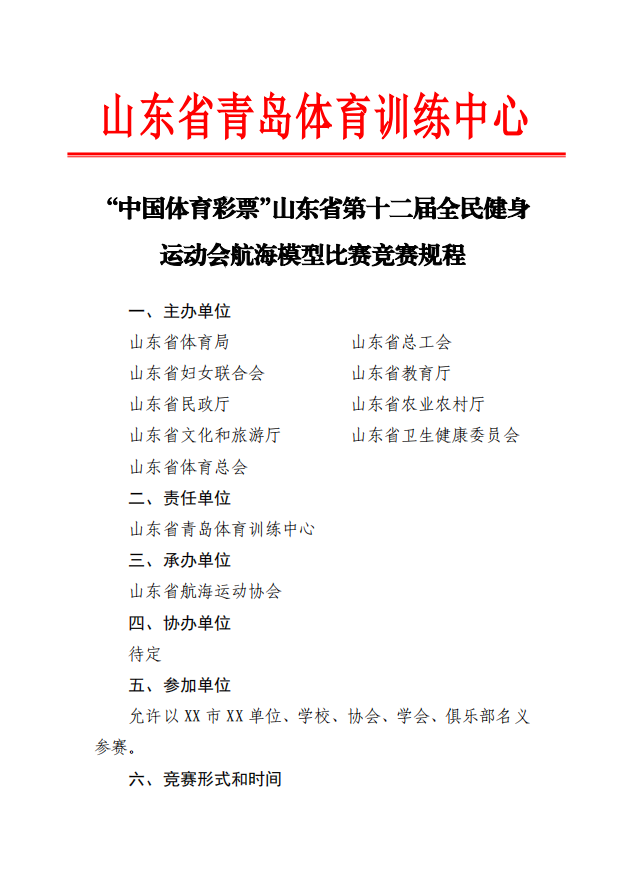 山东省青岛体育训练中心
“中国体育彩票”山东省第十二届全民健身
运动会航海模型比赛竞赛规程
一、主办单位
山东省体育局 山东省总工会
山东省妇女联合会 山东省教育厅
山东省民政厅 山东省农业农村厅
山东省文化和旅游厅 山东省卫生健康委员会
山东省体育总会
二、责任单位
山东省青岛体育训练中心
三、承办单位
山东省航海运动协会
四、协办单位
待定
五、参加单位
允许以 XX 市 XX 单位、学校、协会、学会、俱乐部名义
参赛。
六、竞赛形式和时间